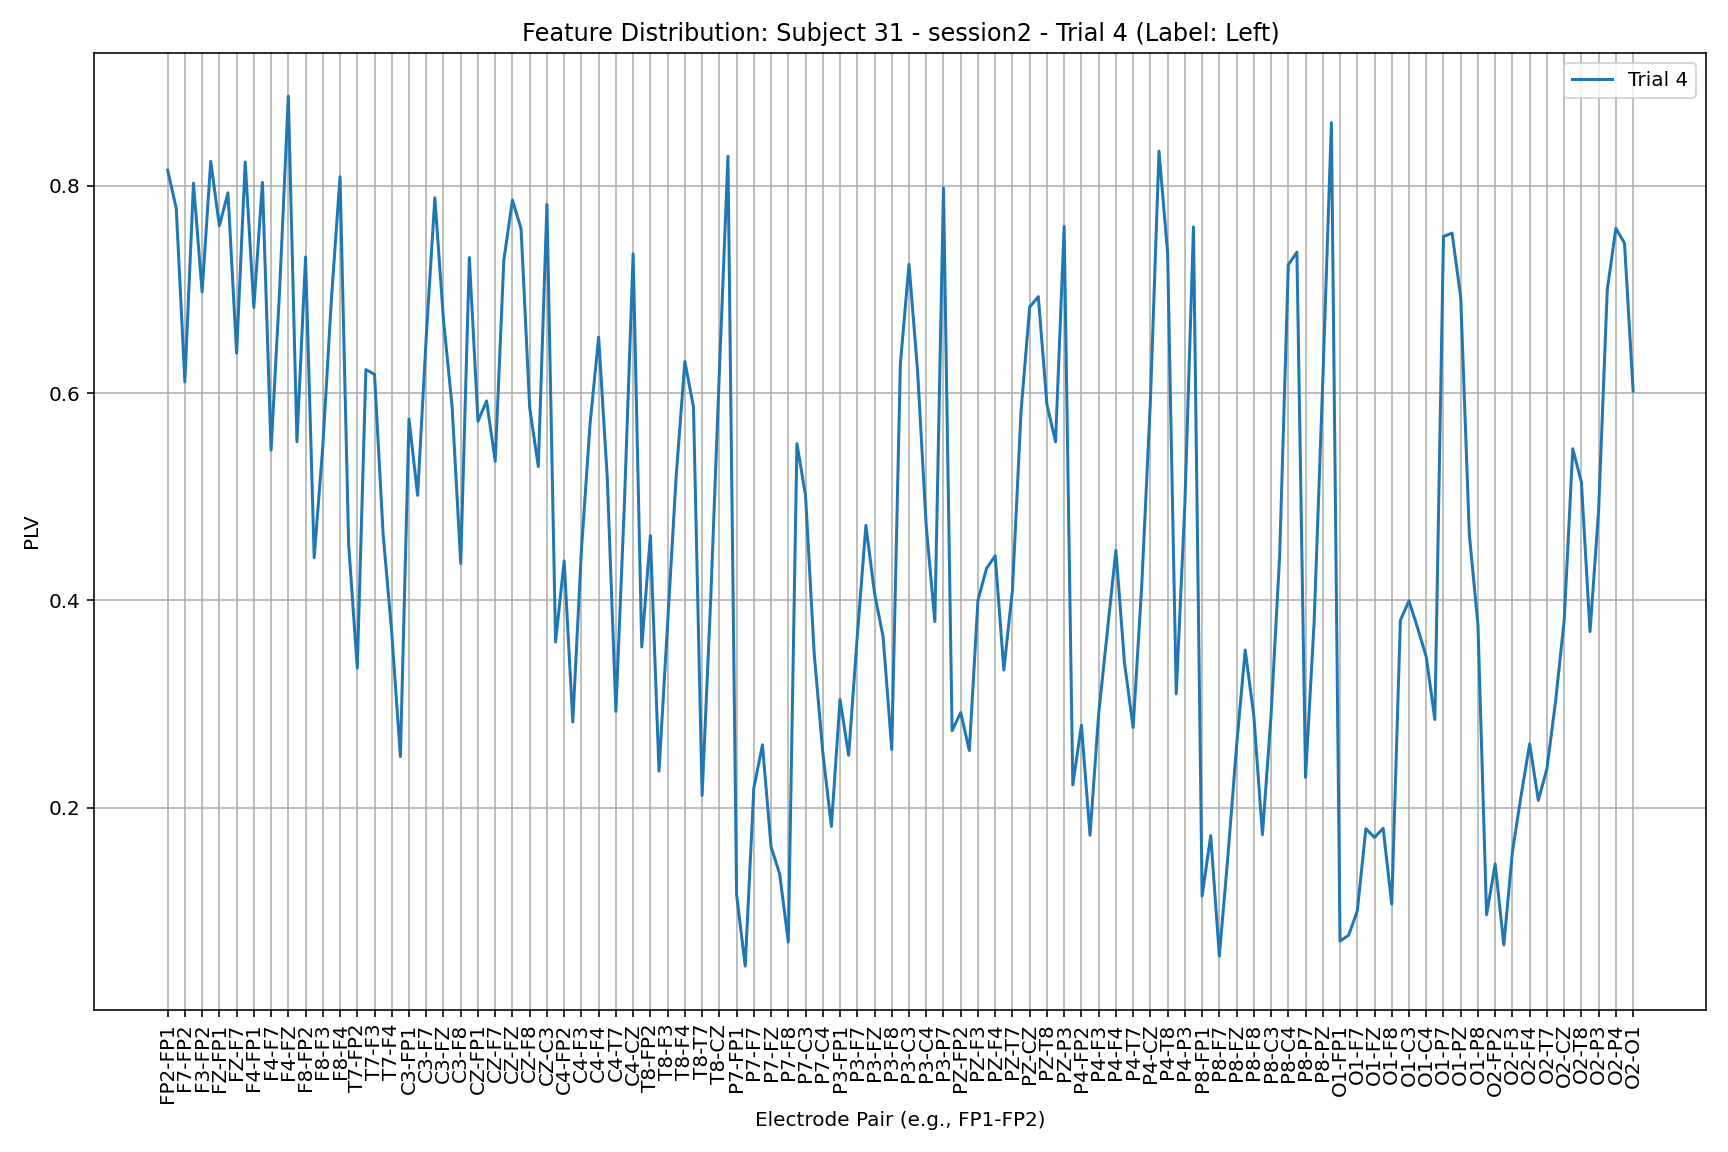 Feature Distribution: Subject 31 - session2 - Trial 4 (Label: Left)
Trial 4
PLV
0.8
0.6
0.4
0.2
FP2-FP1
F7-FP2
F3-FP2
FZ-FP1
FZ-F7
F4-FP1
F4-F7
F4-FZ
F8-FP2
F8-F3
F8-F4
T7-FP2
T7-F3
T7-F4
C3-FP1
C3-F7
C3-FZ
C3-F8
CZ-FP1
CZ-F7
CZ-FZ
CZ-F8
CZ-C3
C4-FP2
C4-F3
C4-F4
C4-T7
C4-CZ
T8-FP2
T8-F3
T8-F4
T8-T7
T8-CZ
P7-FP1
P7-F7
P7-FZ
P7-F8
P7-C3
P7-C4
P3-FP1
P3-F7
P3-FZ
P3-F8
P3-C3
P3-C4
P3-P7
PZ-FP2
PZ-F3
PZ-F4
PZ-T7
PZ-CZ
PZ-T8
PZ-P3
P4-FP2
P4-F3
P4-F4
P4-T7
P4-CZ
P4-T8
P4-P3
P8-FP1
P8-F7
P8-FZ
P8-F8
P8-C3
P8-C4
P8-P7
P8-PZ
O1-FP1
O1-F7
O1-FZ
O1-F8
O1-C3
O1-C4
O1-P7
O1-PZ
O1-P8
O2-FP2
O2-F3
O2-F4
O2-T7
O2-CZ
O2-T8
O2-P3
O2-P4
O2-O1
Electrode Pair (e.g., FP1-FP2)